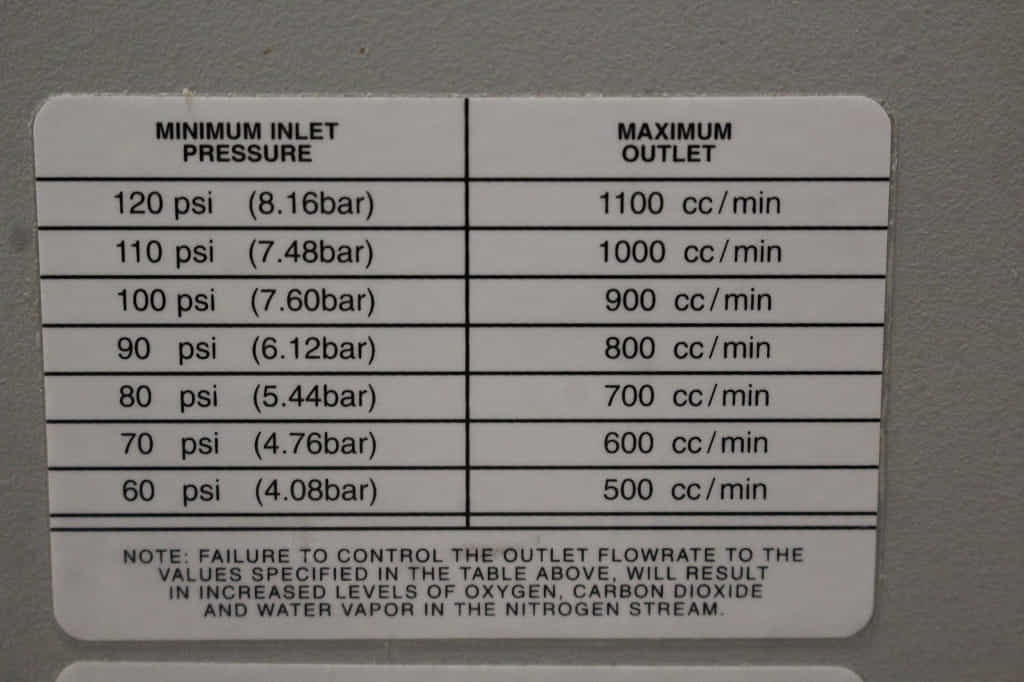 MINIMUM INLET
PRESSURE
MAXIMUM
OUTLET
120 psi (8.16bar) 1100 cc/min
110 psi (7.48bar) 1000 cc/min
100 psi (7.60bar) 900 cc/min
90 psi (6.12bar) 800 cc/min
80 psi (5.44bar) 700 cc/min
70 psi (4.76bar) 600 cc/min
60 psi (4.08bar) 500 cc/min
NOTE: FAILURE TO CONTROL THE OUTLET FLOWRATE TO THE
VALUES SPECIFIED IN THE TABLE ABOVE, WILL RESULT
IN INCREASED LEVELS OF OXYGEN, CARBON DIOXIDE
AND WATER VAPOR IN THE NITROGEN STREAM.